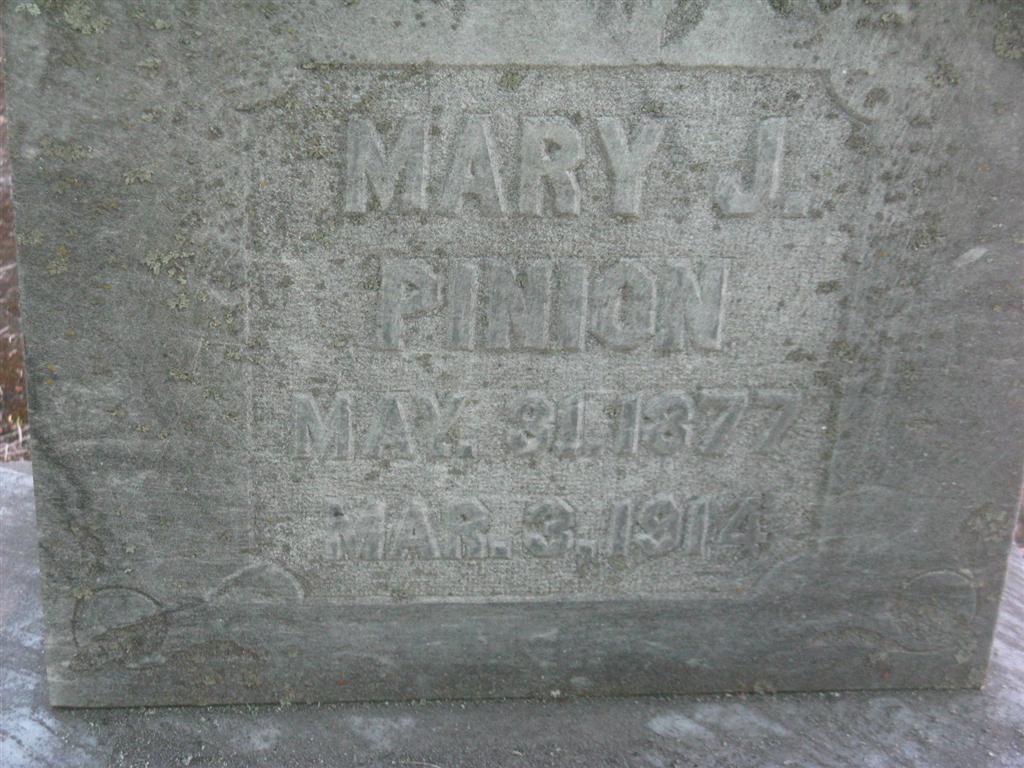 MARY J.
PINION
MAY. 31. 1877
MAR. 3. 1914